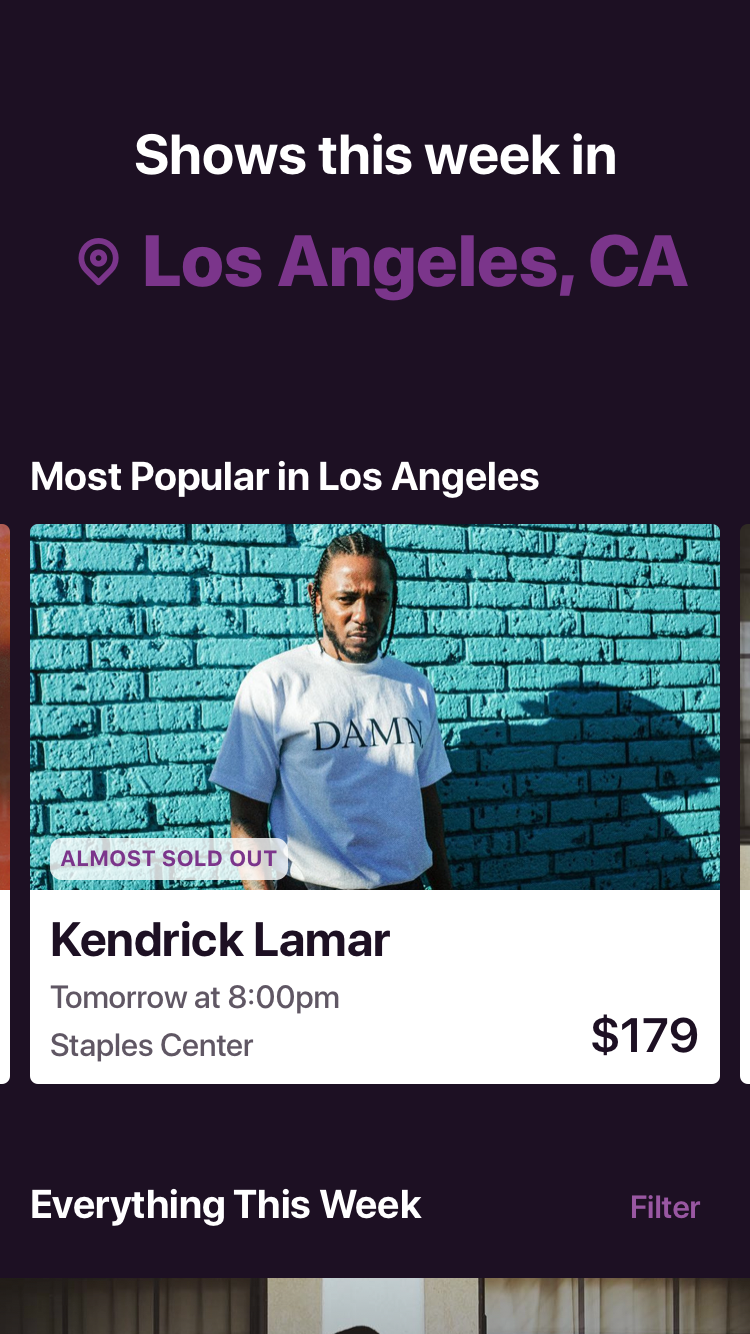 Shows this week in
Los Angeles, CA
Most Popular in Los Angeles
DAMN
ALMOST SOLD OUT
Kendrick Lamar
Tomorrow at 8:00pm
Staples Center
$179
Everything This Week
Filter